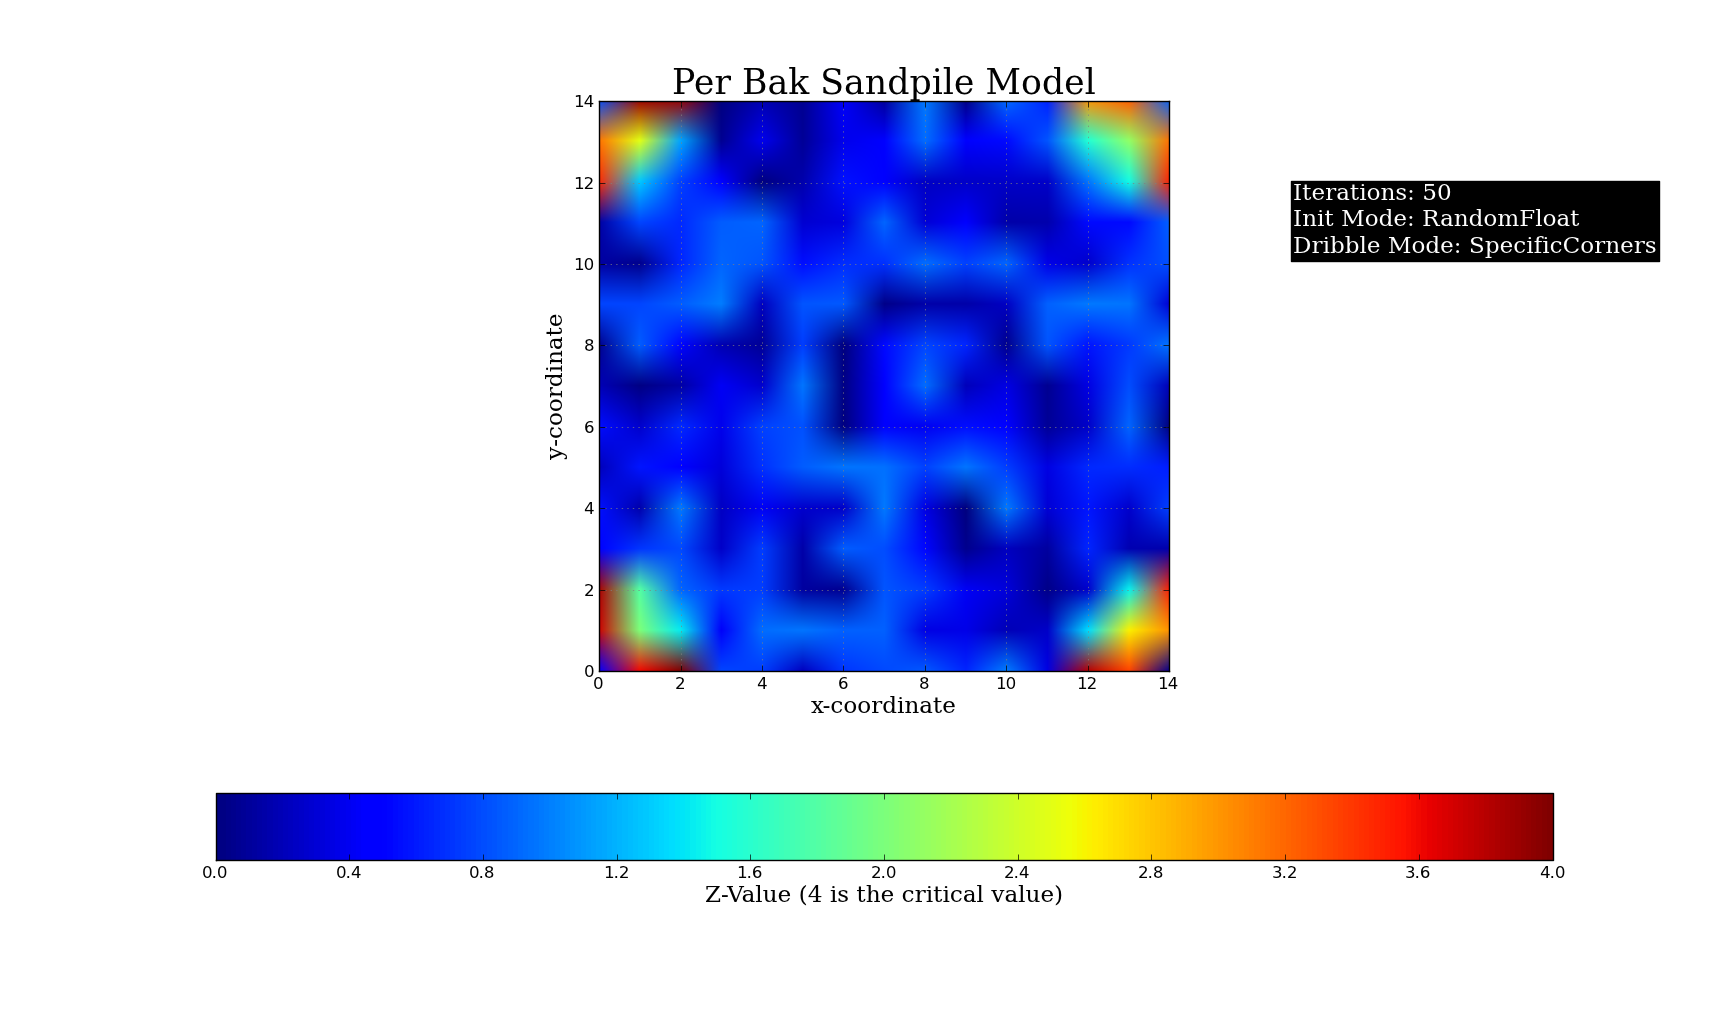 Per Bak Sandpile Model
14
12
10
8
6
4
2
0
y-coordinate
0 2 4 6 8 10 12 14
x-coordinate
Iterations: 50
Init Mode: RandomFloat
Dribble Mode: SpecificCorners
0.0 0.4 0.8 1.2 1.6 2.0 2.4 2.8 3.2 3.6 4.0
Z-Value (4 is the critical value)